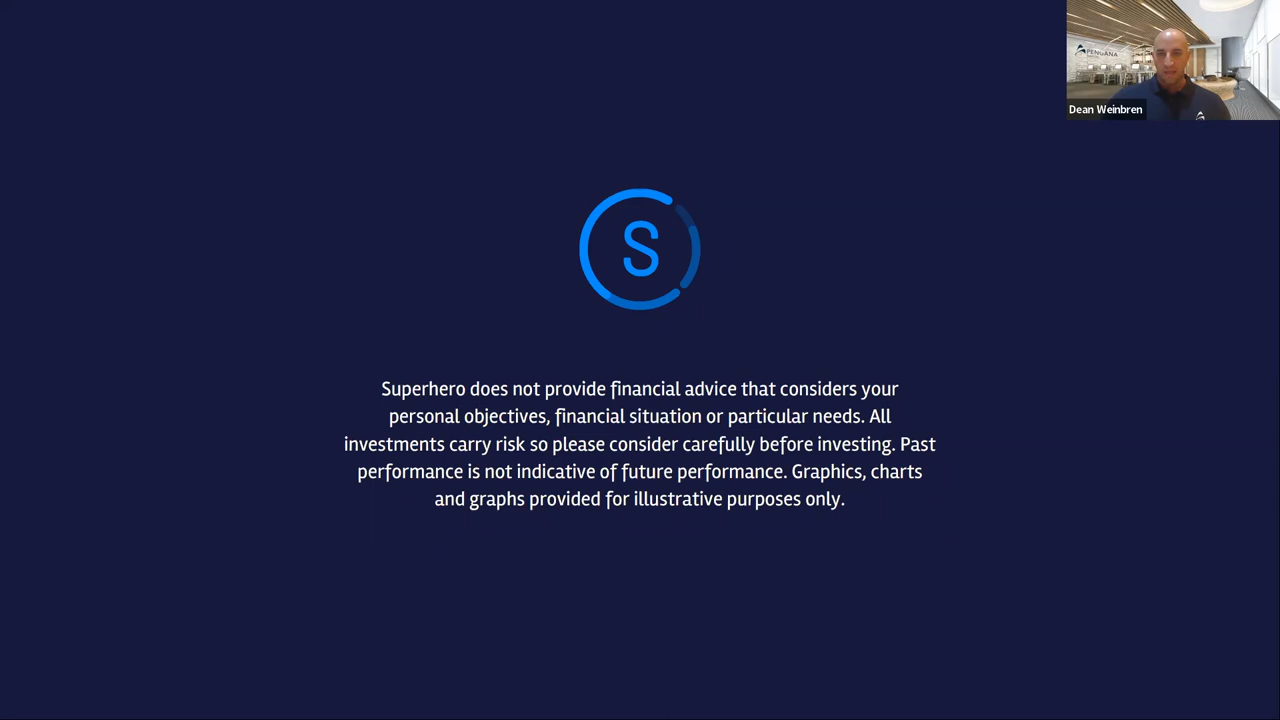 PENGANA
Dean Weinbren
S
Superhero does not provide financial advice that considers your
personal objectives, financial situation or particular needs. All
investments carry risk so please consider carefully before investing. Past
performance is not indicative of future performance. Graphics, charts
and graphs provided for illustrative purposes only.